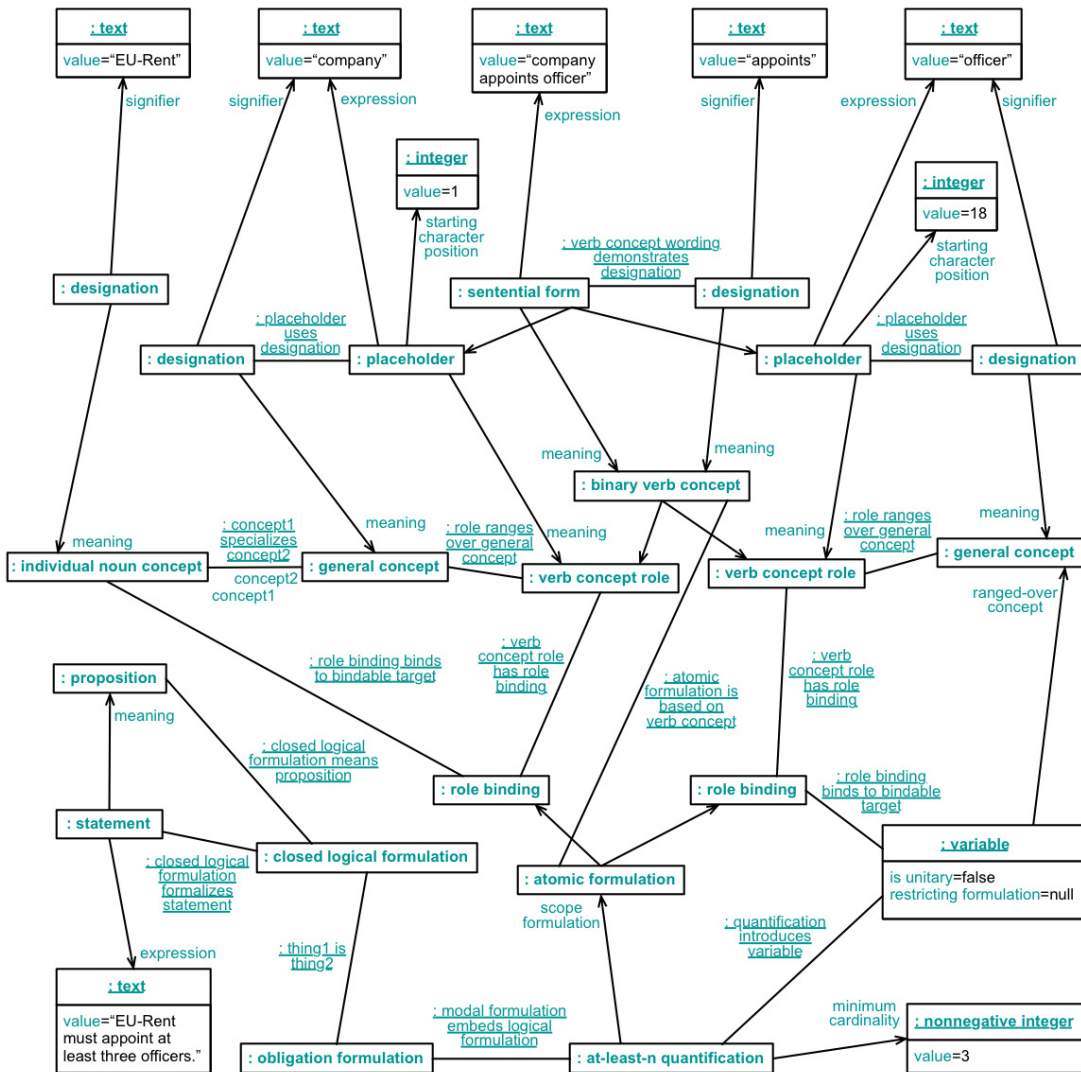 : text
value=“EU-Rent”
: text
value=“company”
: text
value=“company
appoints officer”
: text
value=“appoints”
: text
value=“officer”
signifier
signifier
expression
expression
signifier
expression
signifier
: integer
value=1
: integer
value=18
starting
character
position
starting
character
position
: verb concept wording
demonstrates
designation
: designation
: sentential form
: designation
: placeholder
uses
designation
: placeholder
uses
designation
: designation
: placeholder
: placeholder
: designation
meaning
meaning
: binary verb concept
meaning
: concept1
specializes
concept2
meaning
: role ranges
over general
concept
meaning
meaning
: role ranges
over general
concept
meaning
: individual noun concept
concept2
concept1
: general concept
: verb concept role
: verb concept role
: general concept
ranged-over
concept
: proposition
meaning
: role binding binds
to bindable target
: verb
concept role
has role
binding
: atomic
formulation is
based on
verb concept
: verb
concept role
has role
binding
: closed logical
formulation means
proposition
: role binding
: role binding
: role binding
binds to bindable
target
: statement
: closed logical formulation
: closed logical
formulation
formalizes
statement
: atomic formulation
scope
formulation
: variable
is unitary=false
restricting formulation=null
: quantification
introduces
variable
expression
: thing1 is
thing2
: text
value=“EU-Rent
must appoint at
least three officers.”
: obligation formulation
: modal formulation
embeds logical
formulation
: at-least-n quantification
minimum
cardinality
: nonnegative integer
value=3